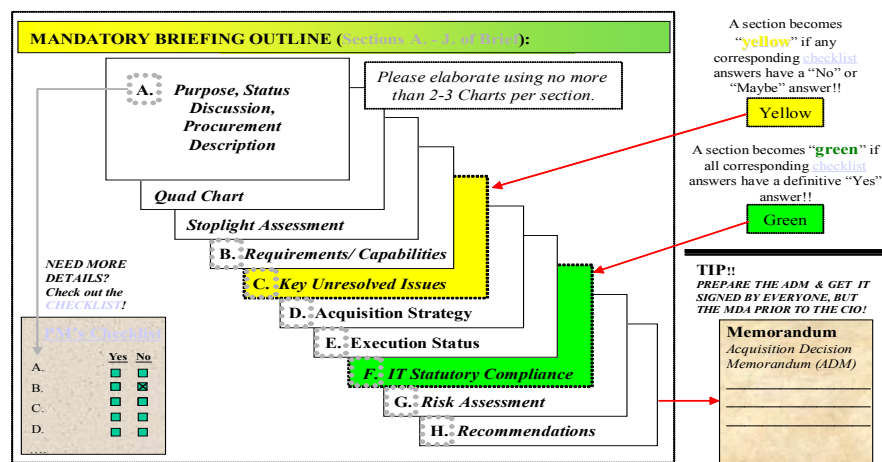 MANDATORY BRIEFING OUTLINE (Sections A. - J. of Brief):
A. Purpose, Status
Discussion,
Procurement
Description
Please elaborate using no more
than 2-3 Charts per section.
Quad Chart
Stoplight Assessment
B. Requirements/ Capabilities
C. Key Unresolved Issues
D. Acquisition Strategy
E. Execution Status
F. IT Statutory Compliance
G. Risk Assessment
H. Recommendations
NEED MORE
DETAILS?
Check out the
CHECKLIST!
PM's Checklist
Yes No
A.
B.
C.
D.
A section becomes
“yellow” if any
corresponding checklist
answers have a “No” or
“Maybe” answer!!
Yellow
A section becomes “green” if
all corresponding checklist
answers have a definitive “Yes”
answer!!
Green
TIP!!
PREPARE THE ADM & GET IT
SIGNED BY EVERYONE, BUT
THE MDA PRIOR TO THE CIO!
Memorandum
Acquisition Decision
Memorandum (ADM)